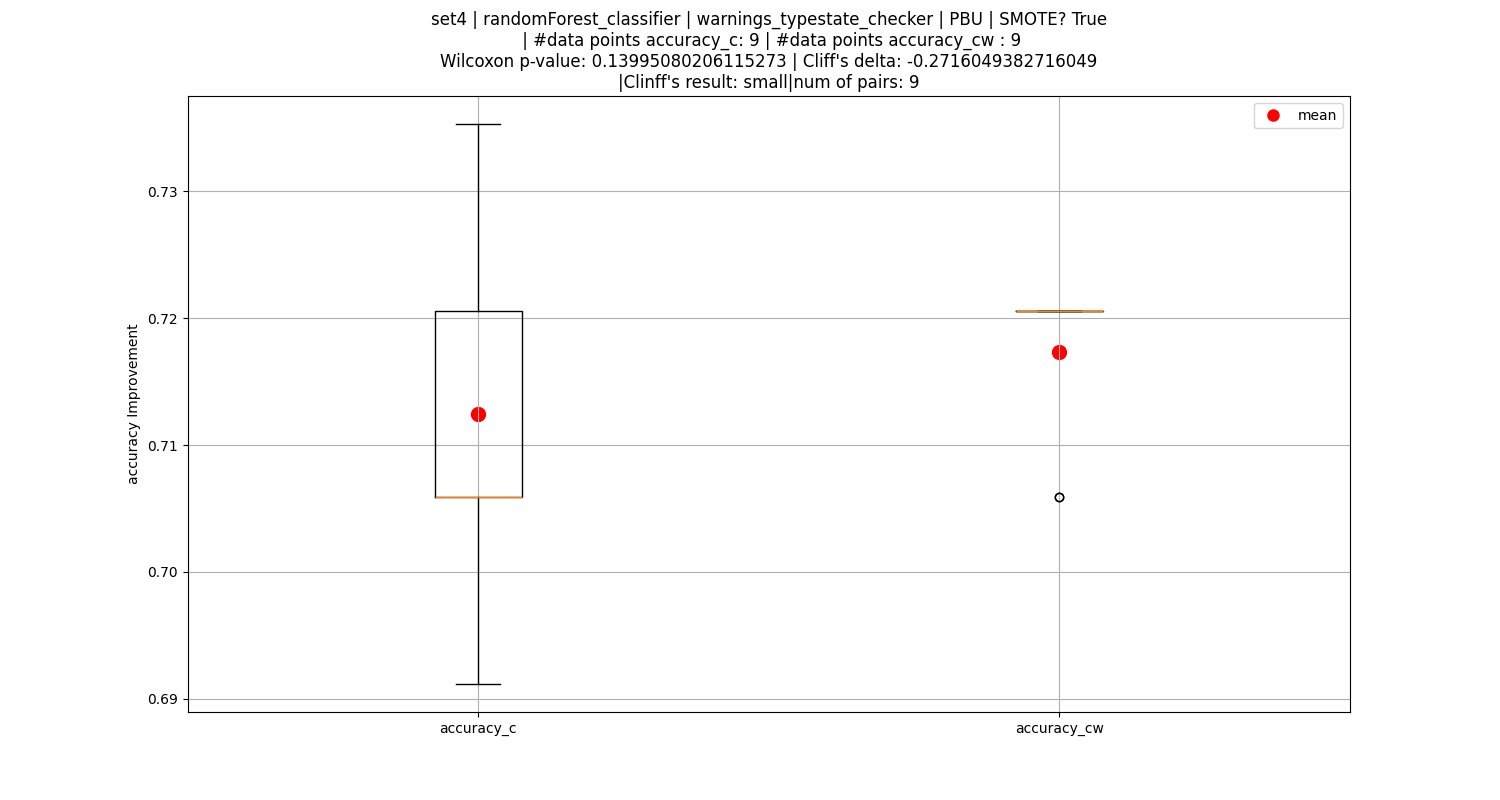 set4 | randomForest_classifier | warnings_typestate_checker | PBU | SMOTE? True
| #data points accuracy_c: 9 | #data points accuracy_cw : 9
Wilcoxon p-value: 0.13995080206115273 | Cliff's delta: -0.2716049382716049
|Clinff's result: small|num of pairs: 9
mean
0.73
0.72
0.71
0.70
0.69
accuracy Improvement
accuracy_c
accuracy_cw